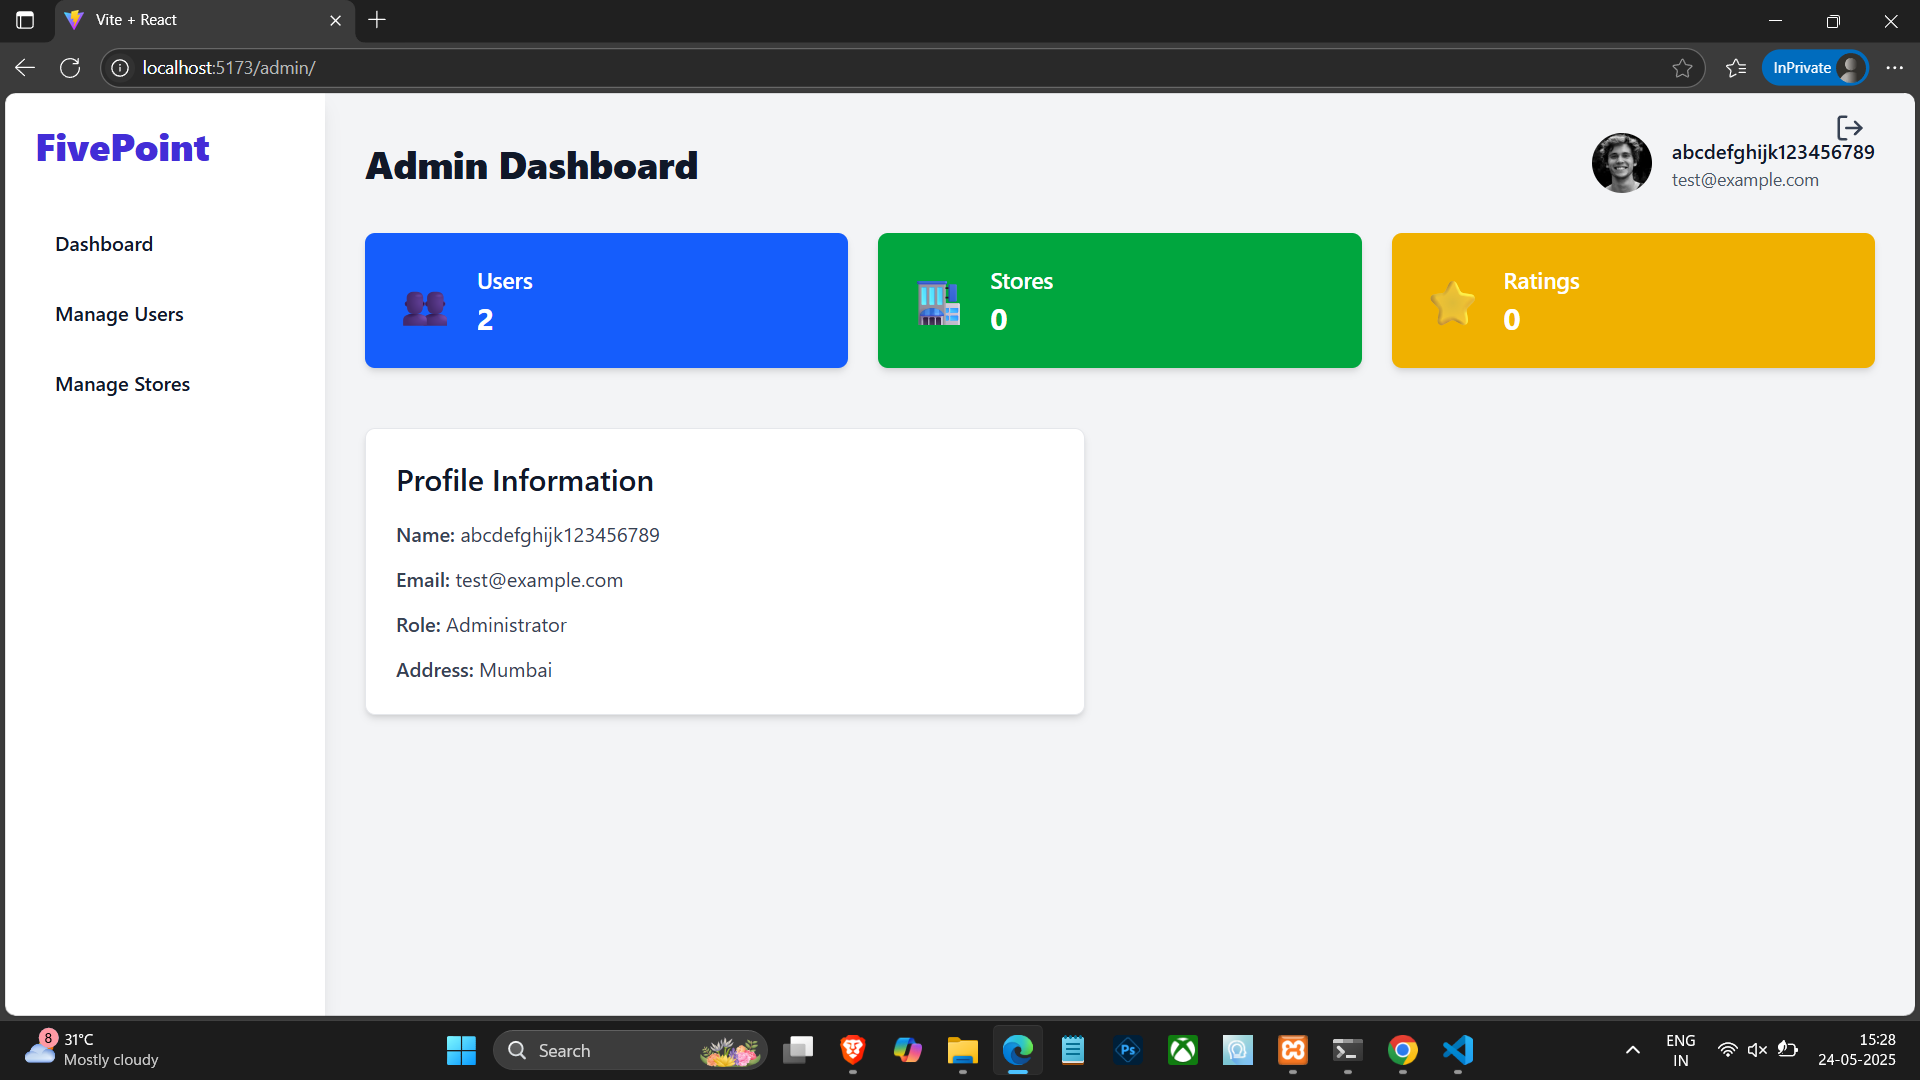 Vite + React
localhost:5173/admin/
InPrivate
FivePoint
Dashboard
Manage Users
Manage Stores
Admin Dashboard
abcdefghijk123456789
test@example.com
Users
2
Stores
0
Ratings
0
Profile Information
Name: abcdefghijk123456789
Email: test@example.com
Role: Administrator
Address: Mumbai
8
31°C
Mostly cloudy
Search
Ps
ENG
IN
15:28
24-05-2025